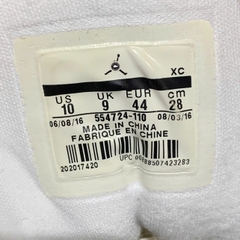 XC
US UK EUR cm
10 9 44 28
06/08/16 554724-110 08/03/16
MADE IN CHINA
FABRIQUE EN CHINE
UPC 00888507423283
202017420